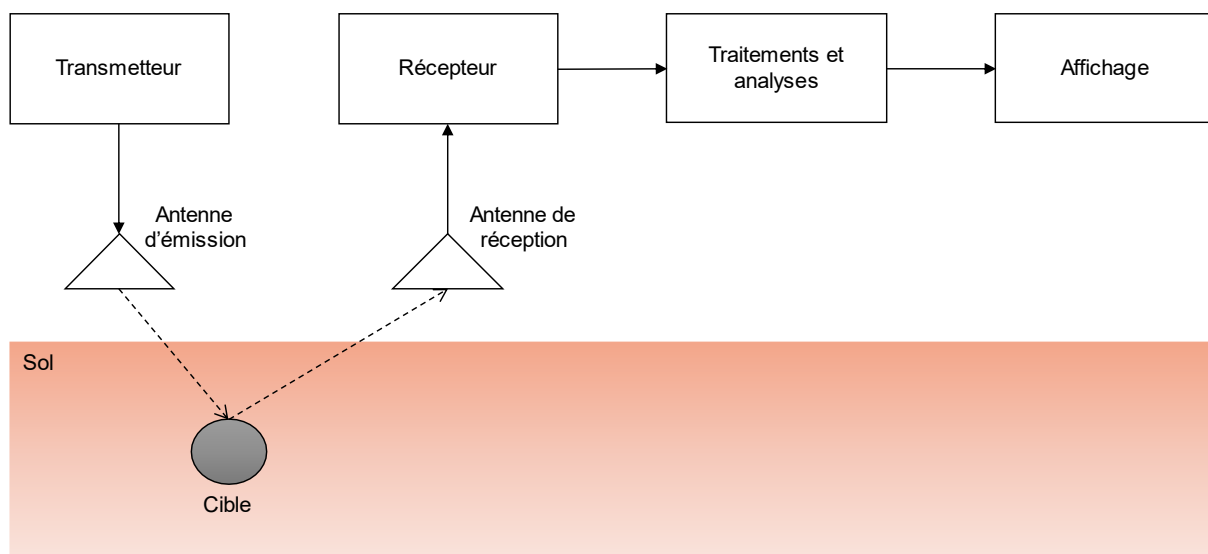 Transmetteur
Récepteur
Traitements et
analyses
Affichage
Antenne
d’émission
Antenne de
réception
Sol
Cible